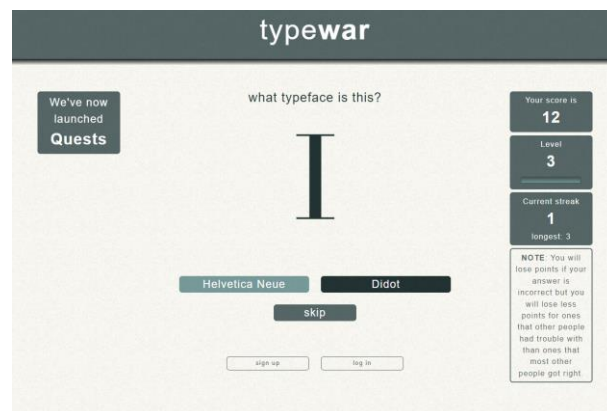 typewar
We've now
launched
Quests
what typeface is this?
I
Helvetica Neue
Didot
skip
sign up
log in
Your score is
12
Level
3
Current streak
1
longest: 3
NOTE: You will
lose points if your
answer is
incorrect but you
will lose less
points for ones
that other people
had trouble with
than ones that
most other
people got right.